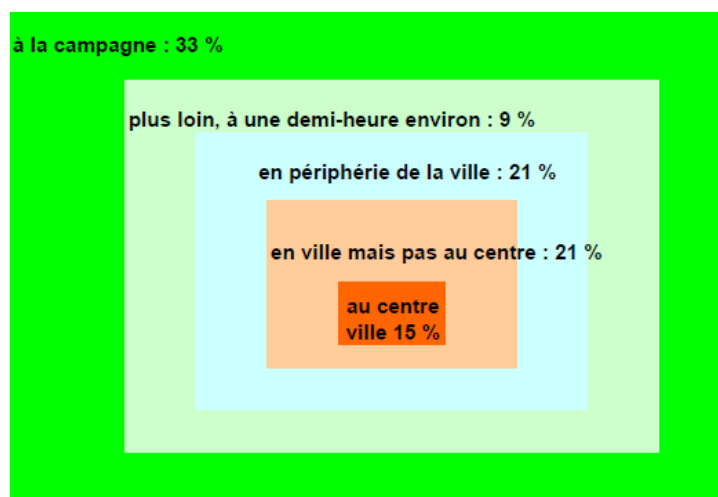 à la campagne : 33 %
plus loin, à une demi-heure environ : 9 %
en périphérie de la ville : 21 %
en ville mais pas au centre : 21 %
au centre
ville 15 %